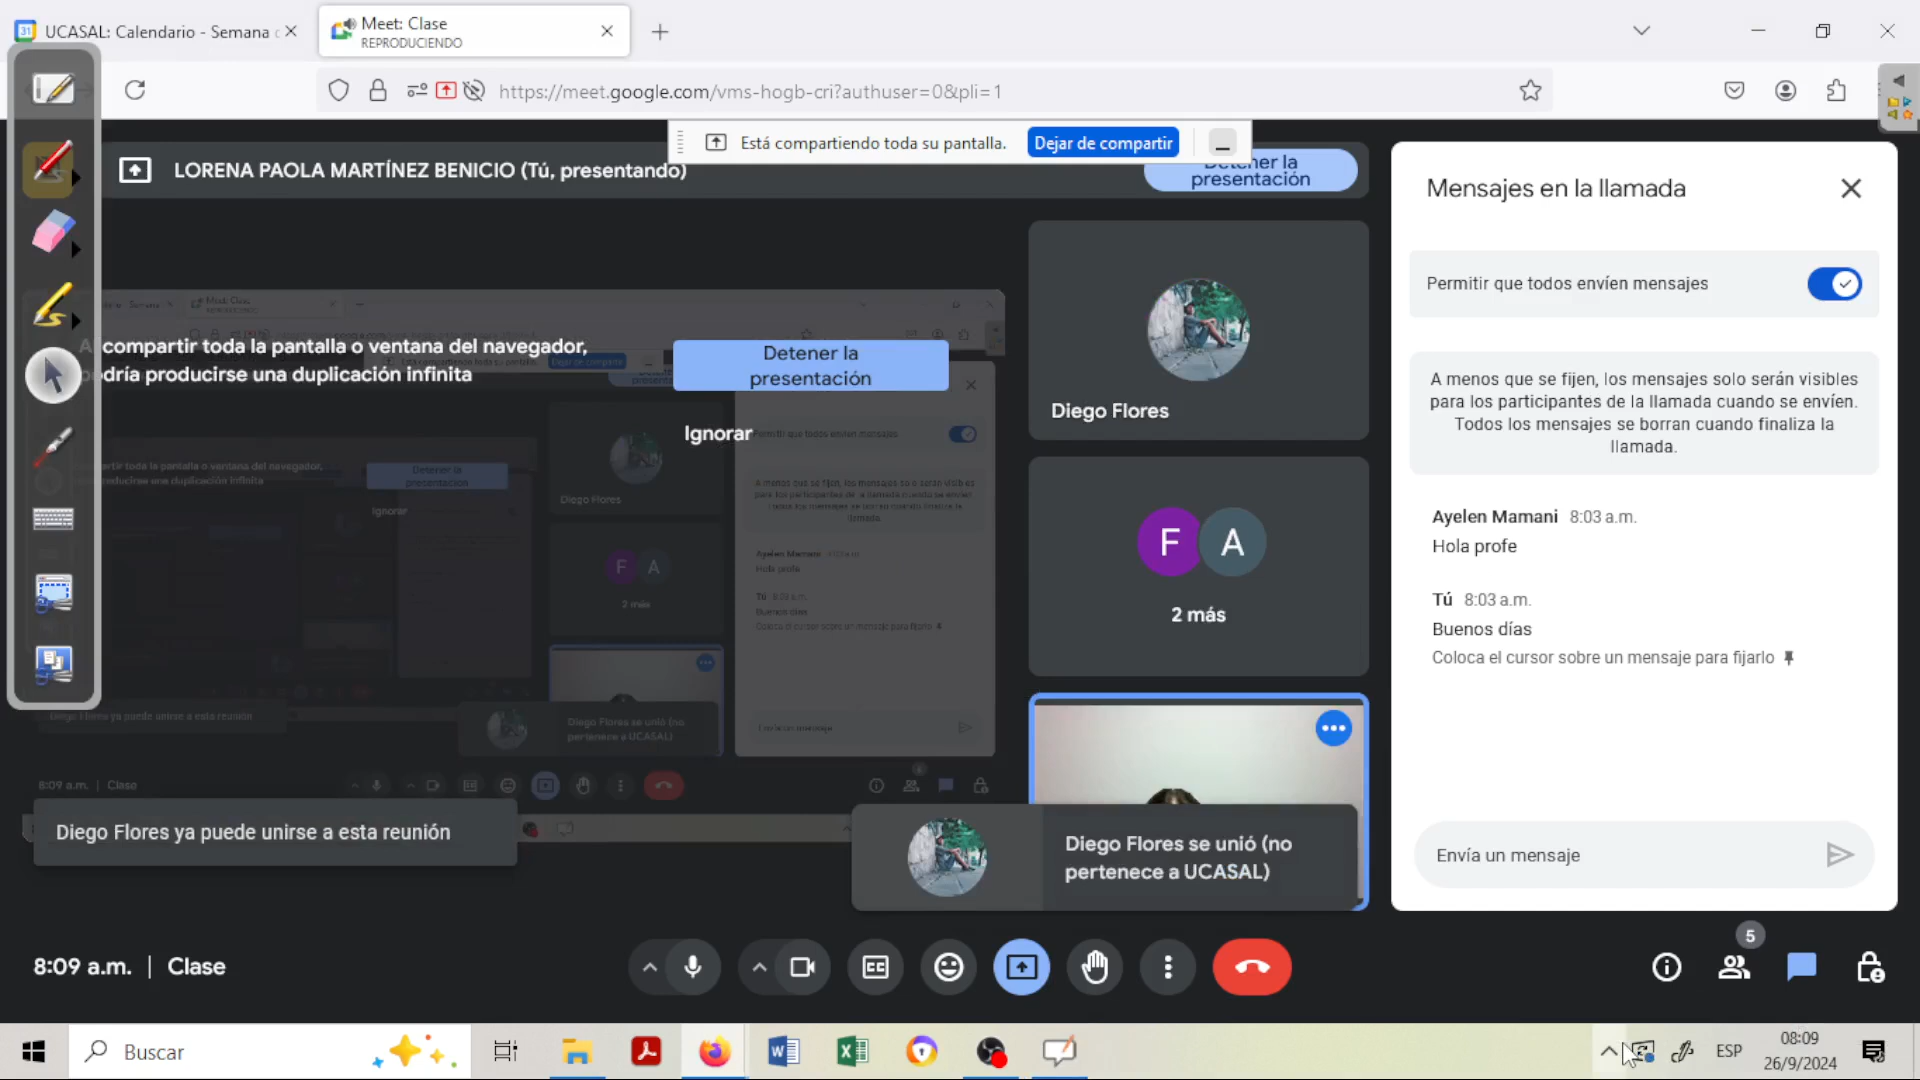 UCASAL: Calendario - Semana
Meet: Clase
REPRODUCIENDO
https://meet.google.com/vms-hogb-cri?authuser=0&pli=1
Está compartiendo toda su pantalla.
Dejar de compartir
LORENA PAOLA MARTÍNEZ BENICIO (Tú, presentando)
Detener la
presentación
compartir toda la pantalla o ventana del navegador,
podría producirse una duplicación infinita
Detener la
presentación
Ignorar
Diego Flores
F A
2 más
Mensajes en la llamada
Permitir que todos envíen mensajes
A menos que se fijen, los mensajes solo serán visibles
para los participantes de la llamada cuando se envíen.
Todos los mensajes se borran cuando finaliza la
llamada.
Ayelen Mamani 8:03 a.m.
Hola profe
Tú 8:03 a.m.
Buenos días
Coloca el cursor sobre un mensaje para fijarlo
Envía un mensaje
Diego Flores ya puede unirse a esta reunión
Diego Flores se unió (no
pertenece a UCASAL)
8:09 a.m. | Clase
5
Buscar
ESP
08:09
26/9/2024